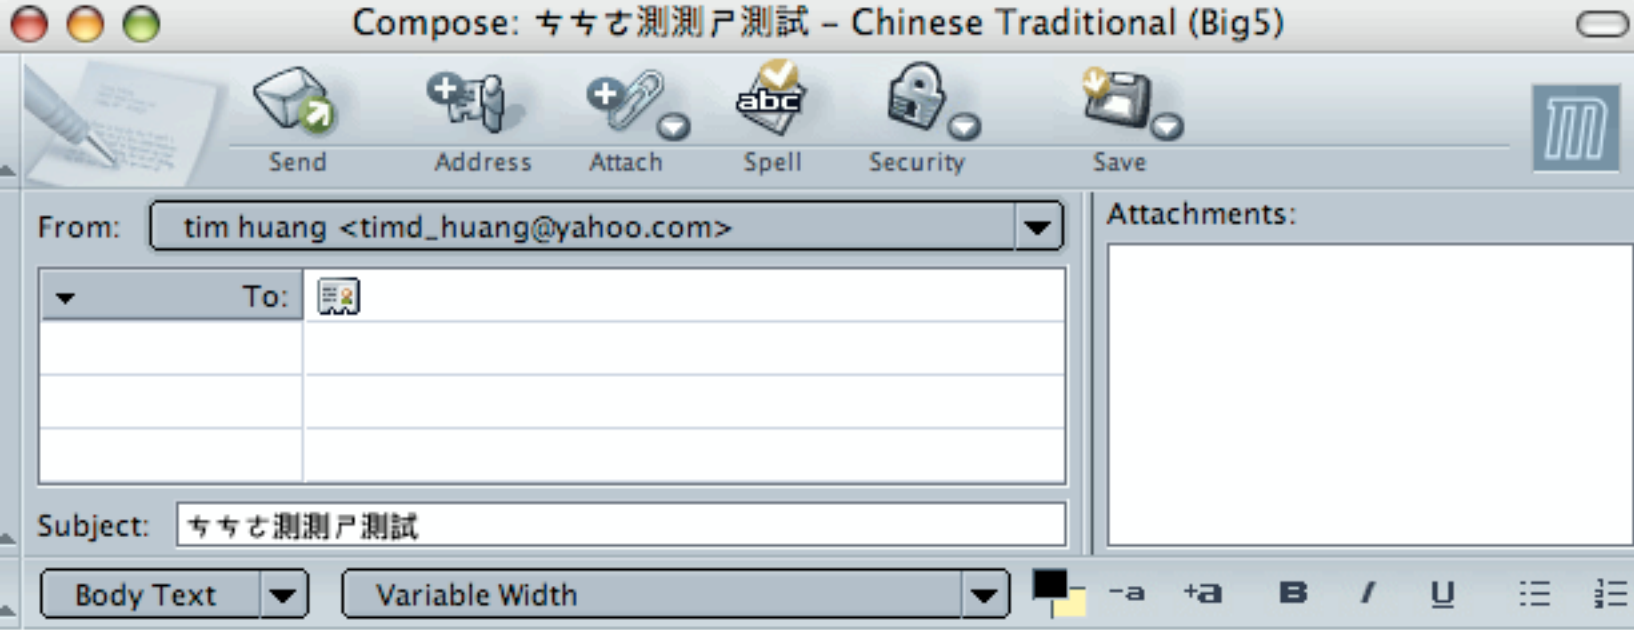 Compose: ㄘㄘㄜ測測ㄕ測試 – Chinese Traditional (Big5)
abc
Send Address Attach Spell Security Save
From: tim huang <timd_huang@yahoo.com>
Attachments:
To:
Subject: ㄘㄘㄜ測測ㄕ測試
Body Text Variable Width -a +a B I U